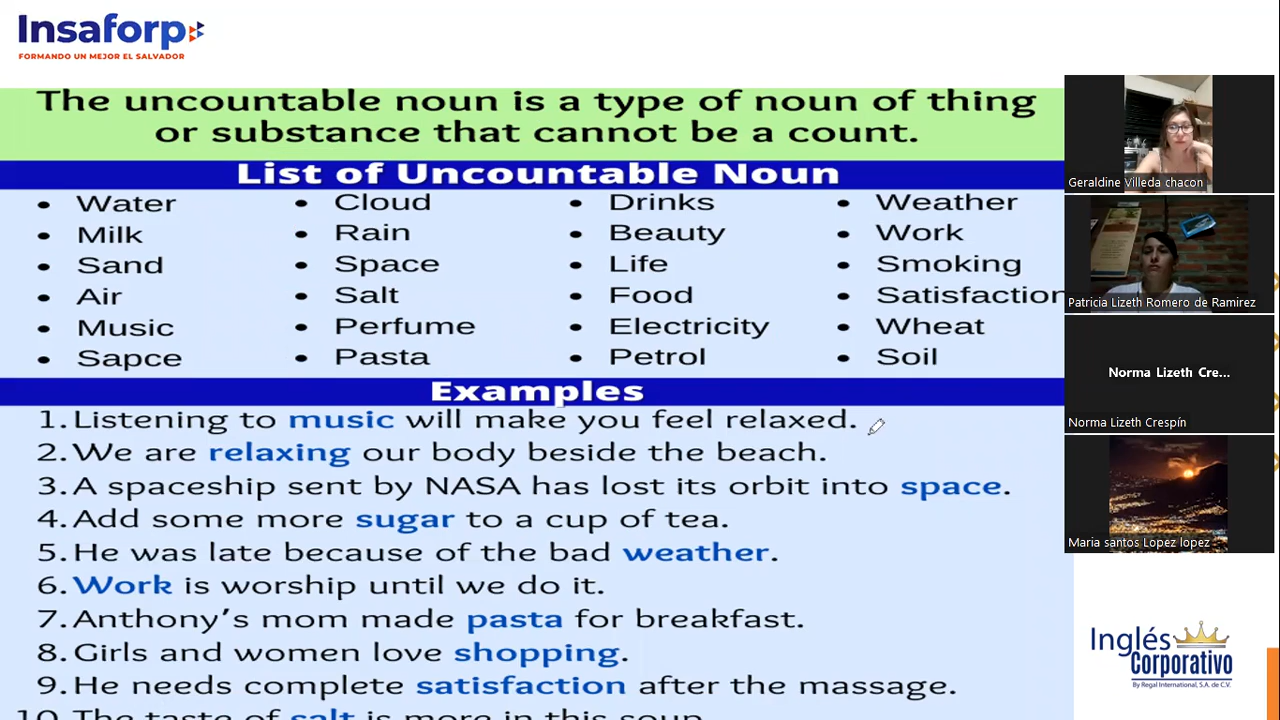 Insaforp
FORMANDO UN MEJOR EL SALVADOR
The uncountable noun is a type of noun of thing
or substance that cannot be a count.
List of Uncountable Noun
• Water
• Milk
• Sand
• Air
• Music
• Sapce
• Cloud
• Rain
• Space
• Salt
• Perfume
• Pasta
• Drinks
• Beauty
• Life
• Food
• Electricity
• Petrol
• Weather
• Work
• Smoking
• Satisfaction
• Wheat
• Soil
Examples
1. Listening to music will make you feel relaxed.
2. We are relaxing our body beside the beach.
3. A spaceship sent by NASA has lost its orbit into space.
4. Add some more sugar to a cup of tea.
5. He was late because of the bad weather.
6. Work is worship until we do it.
7. Anthony's mom made pasta for breakfast.
8. Girls and women love shopping.
9. He needs complete satisfaction after the massage.
10. The taste of salt is more in this soup.
Geraldine Villeda chacon
Patricia Lizeth Romero de Ramirez
Norma Lizeth Cre...
Norma Lizeth Crespín
Maria santos Lopez lopez
Inglés
Corporativo
By Regal International, S.A. de C.V.